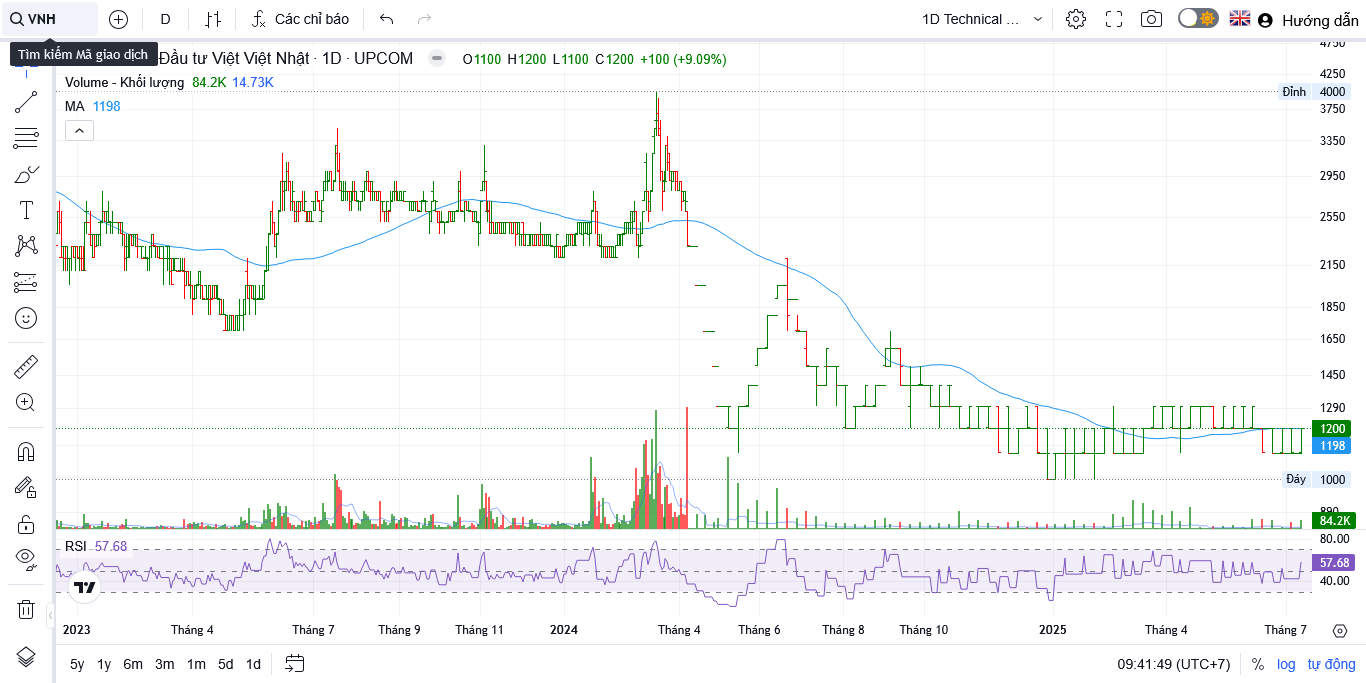 VNH D Các chỉ báo 1D Technical ... Hướng dẫn
Tìm kiếm Mã giao dịch
Đầu tư Việt Việt Nhật · 1D · UPCOM O1100 H1200 L1100 C1200 +100 (+9.09%)
Volume - Khối lượng 84.2K 14.73K
MA 1198
4750
4250
Đỉnh 4000
3750
3350
2950
2550
2150
1850
1650
1450
1290
1200
1198
Đáy 1000
890
84.2K
RSI 57.68
80.00
57.68
40.00
2023 Tháng 4 Tháng 7 Tháng 9 Tháng 11 2024 Tháng 4 Tháng 6 Tháng 8 Tháng 10 2025 Tháng 4 Tháng 7
5y 1y 6m 3m 1m 5d 1d 09:41:49 (UTC+7) % log tự động